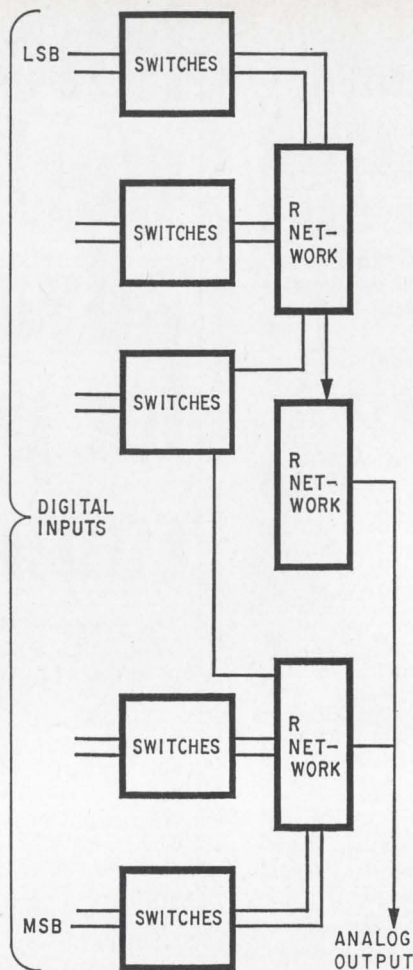 LSB
SWITCHES
R
NET-
WORK
SWITCHES
SWITCHES
R
NET-
WORK
DIGITAL
INPUTS
R
NET-
WORK
SWITCHES
MSB
SWITCHES
ANALOG
OUTPUT